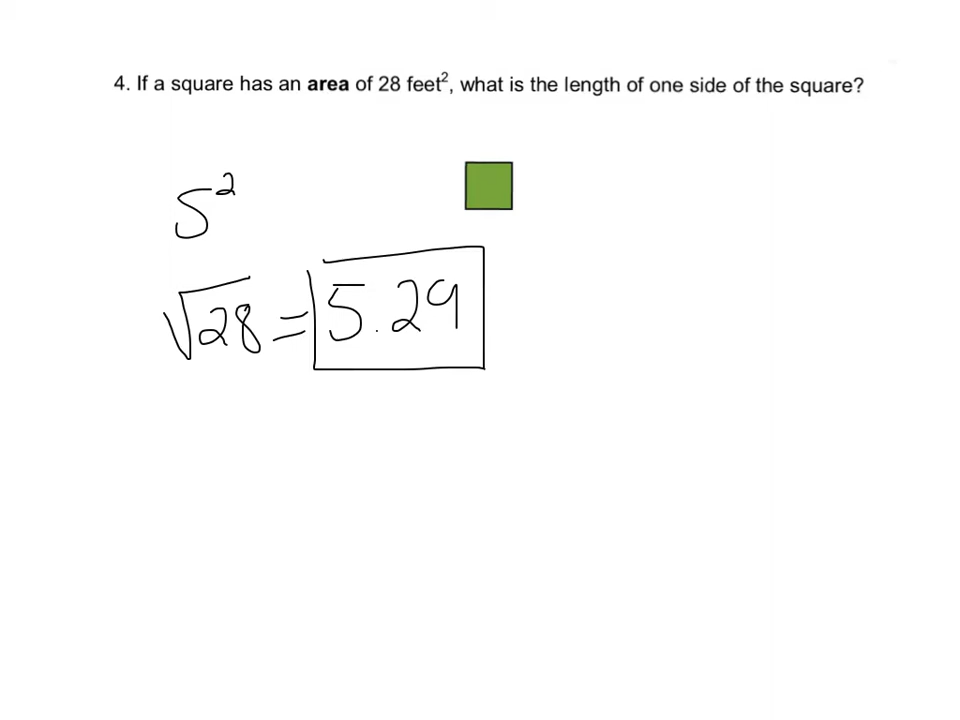 4. If a square has an area of 28 feet², what is the length of one side of the square?
S²
√28 = 5.29